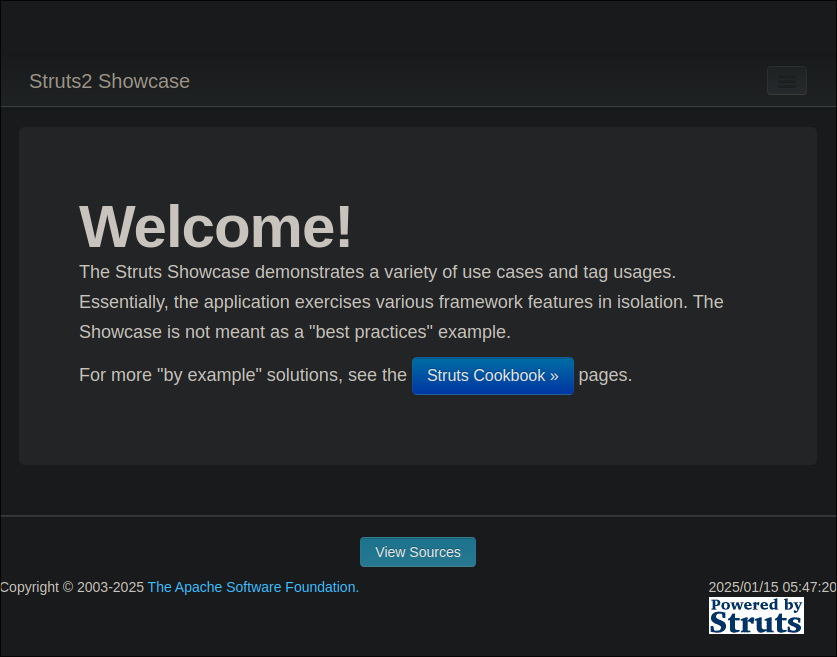 Struts2 Showcase
Welcome!
The Struts Showcase demonstrates a variety of use cases and tag usages.
Essentially, the application exercises various framework features in isolation. The
Showcase is not meant as a "best practices" example.
For more "by example" solutions, see the Struts Cookbook » pages.
View Sources
Copyright © 2003-2025 The Apache Software Foundation.
2025/01/15 05:47:20
Powered by
Struts